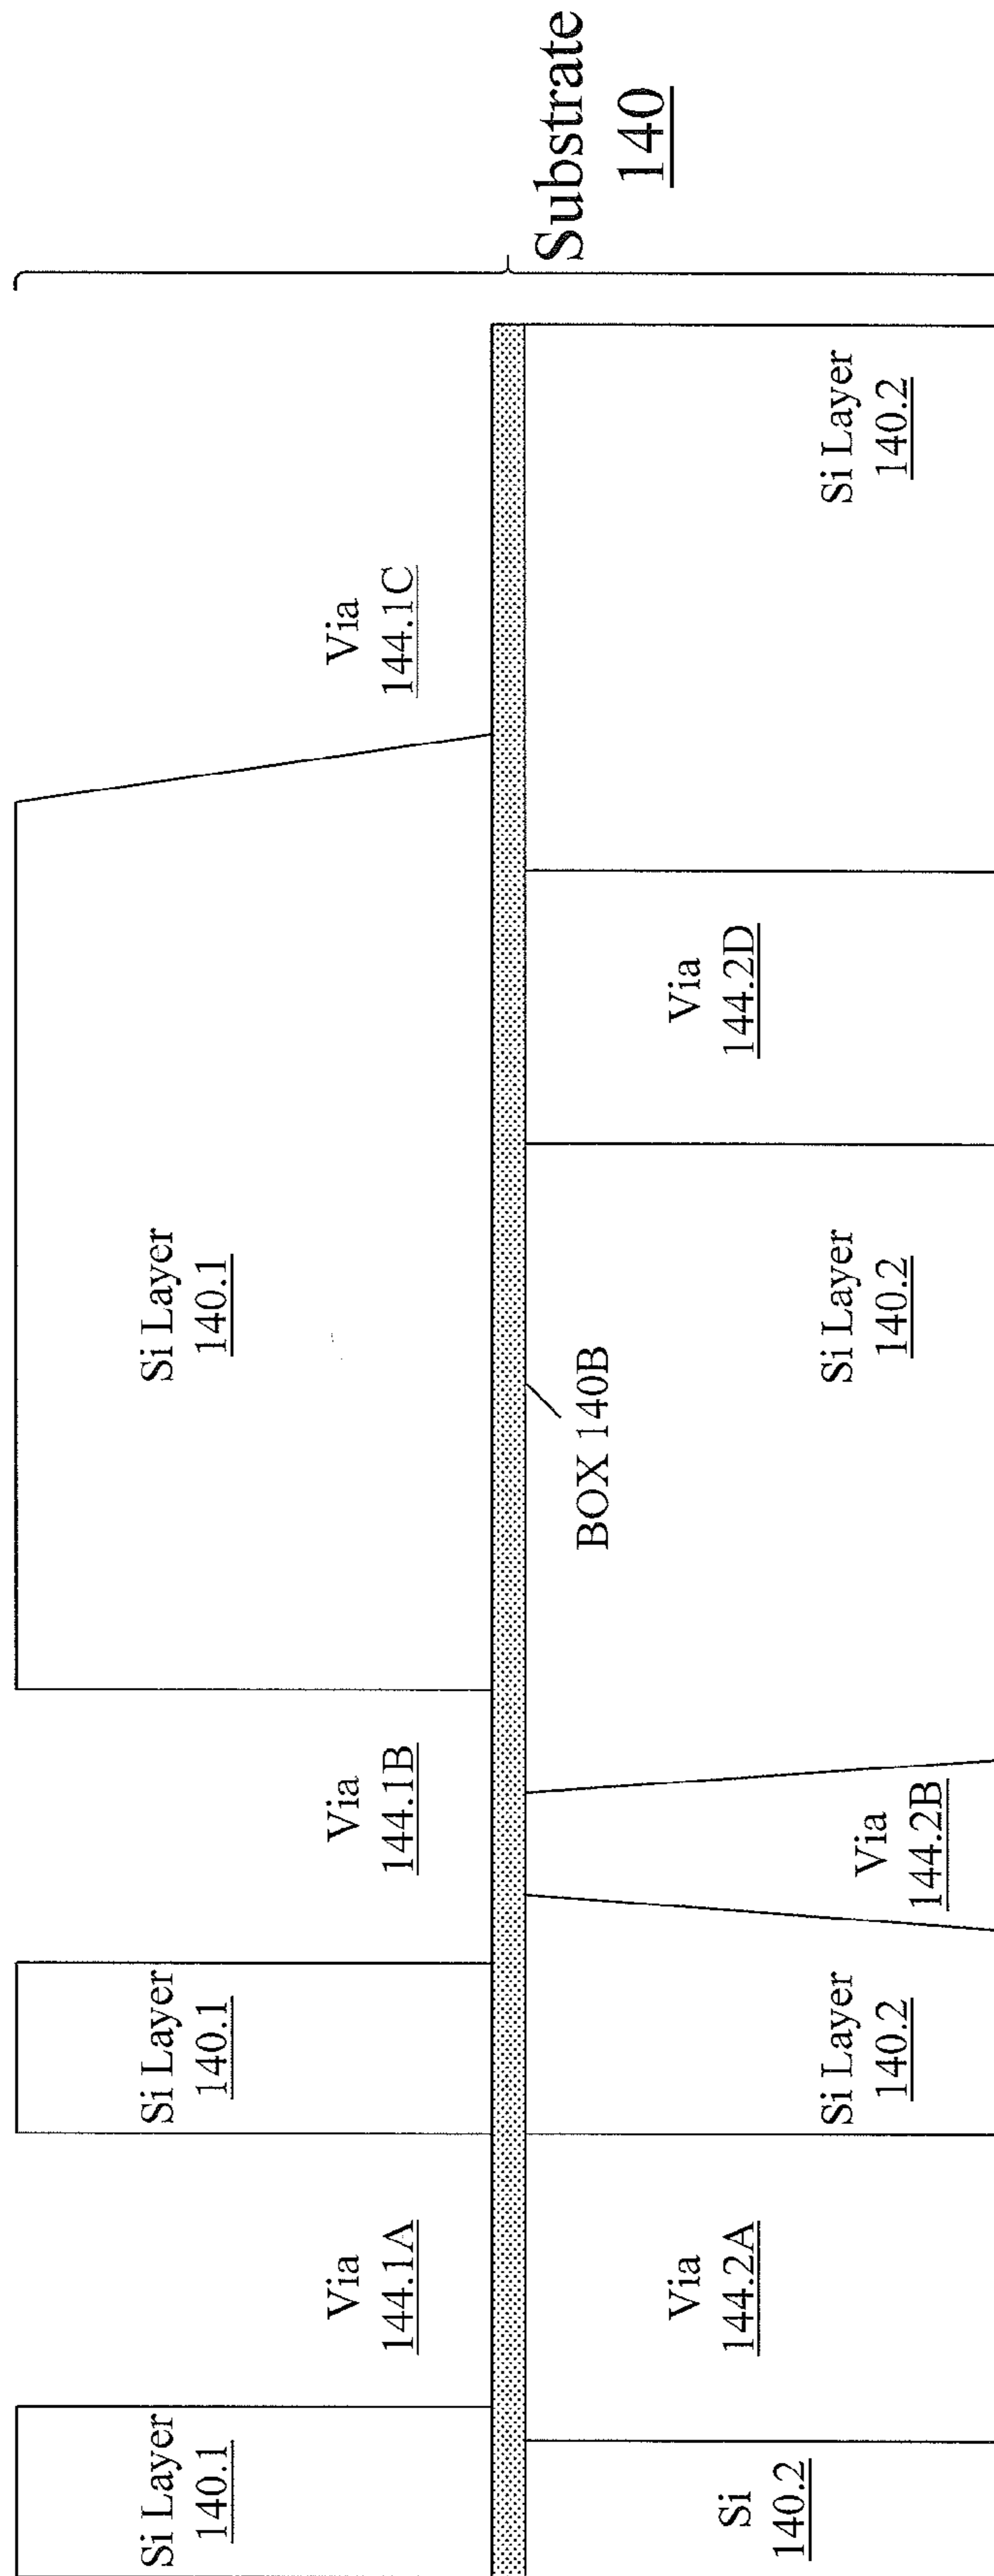 Si Layer
140.1
Via
144.1A
Si Layer
140.1
Via
144.1B
Si Layer
140.1
Via
144.1C
Substrate
140
BOX 140B
Si
140.2
Via
144.2A
Si Layer
140.2
Via
144.2B
Si Layer
140.2
Via
144.2D
Si Layer
140.2